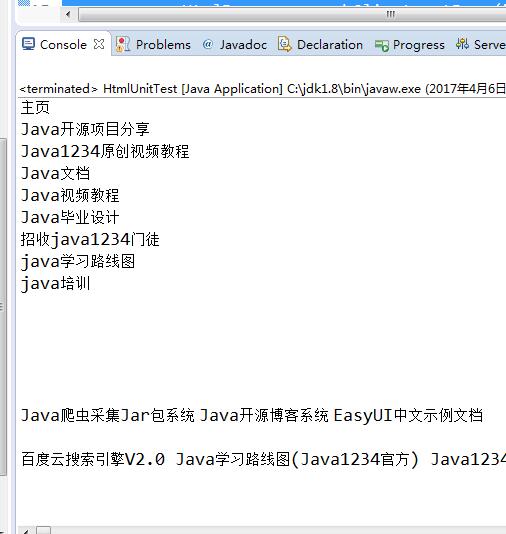 Console Problems @ Javadoc Declaration Progress Serve
<terminated> HtmlUnitTest [Java Application] C:\jdk1.8\bin\javaw.exe (2017年4月6日
主页
Java开源项目分享
Java1234原创视频教程
Java文档
Java视频教程
Java毕业设计
招收java1234门徒
java学习路线图
java培训
Java爬虫采集Jar包系统 Java开源博客系统 EasyUI中文示例文档
百度云搜索引擎V2.0 Java学习路线图(Java1234官方) Java1234